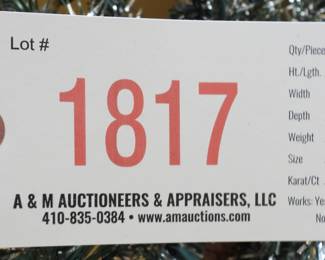 Lot #
1817
A & M AUCTIONEERS & APPRAISERS, LLC
410-835-0384 • www.amauctions.com
Qty/Piece
Ht./Lgth.
Width
Depth
Weight
Size
Karat/Ct
Works: Yes
No